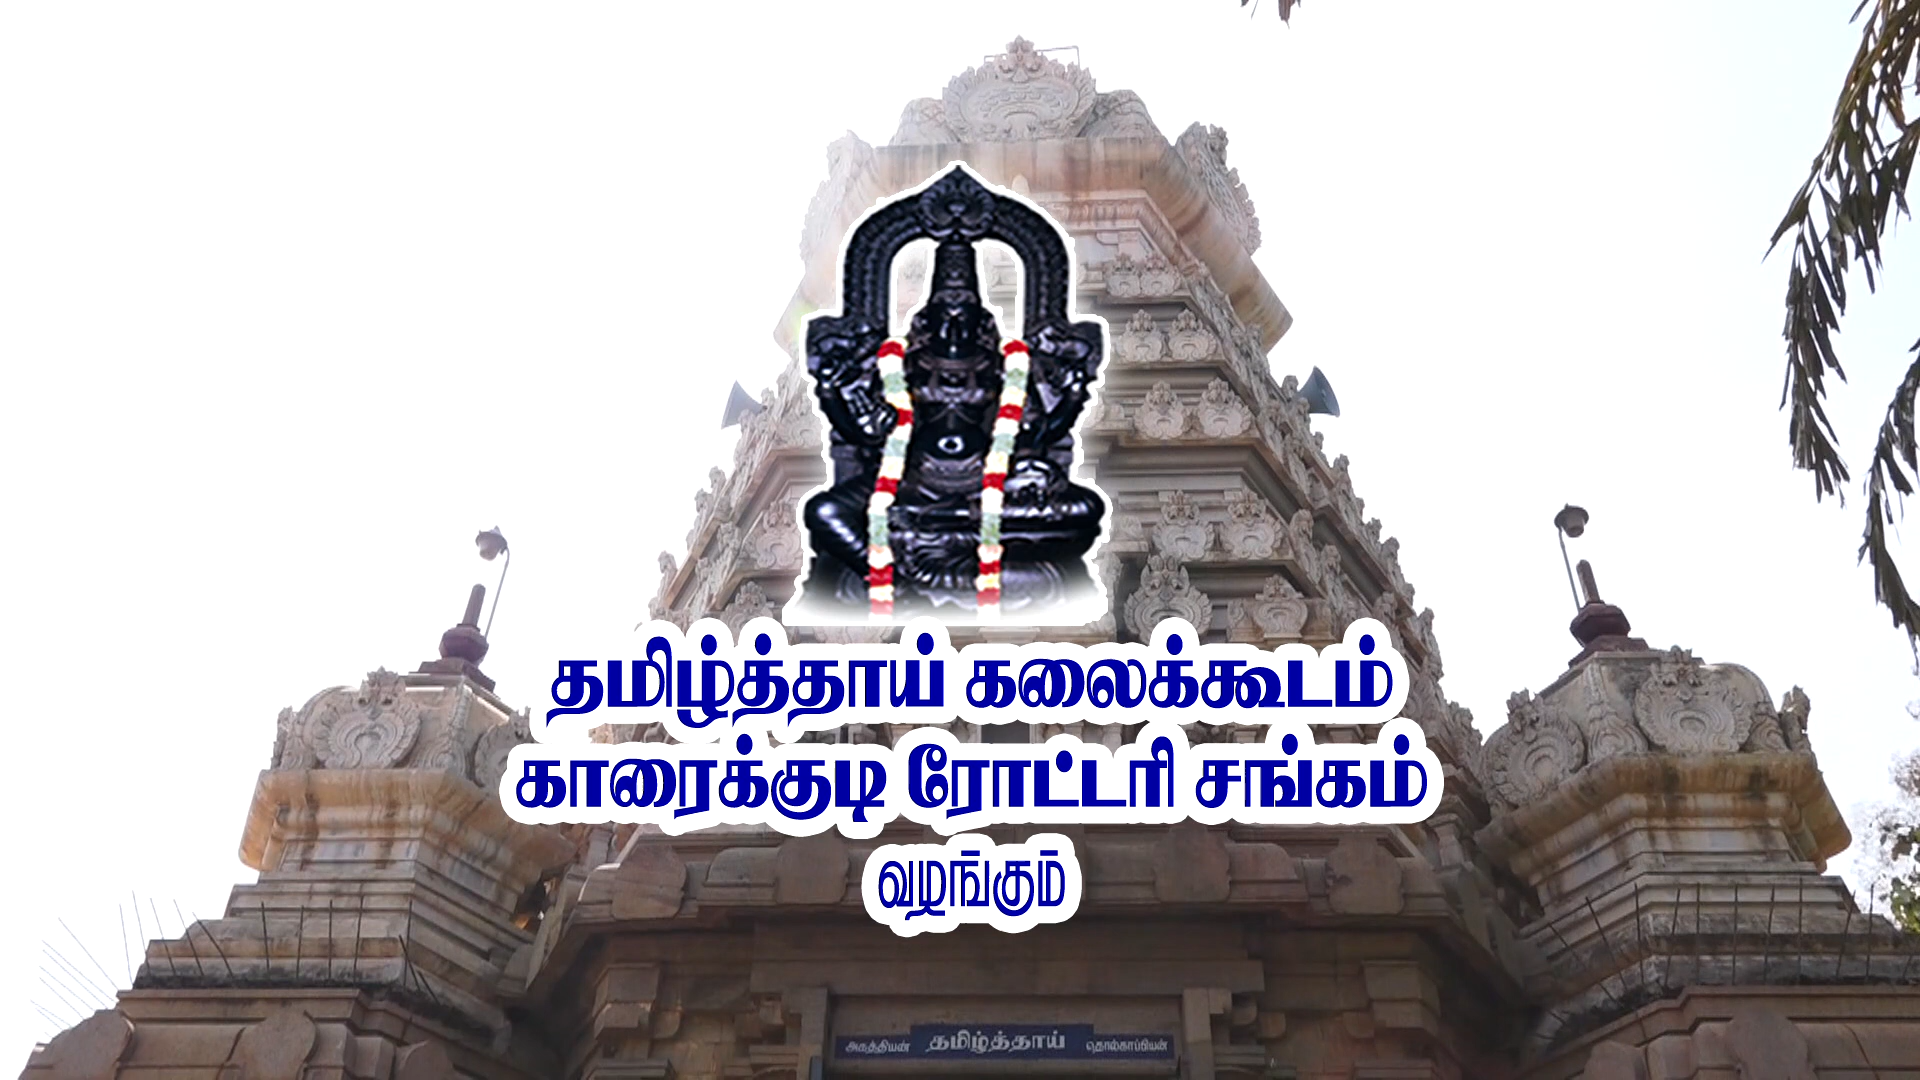 தமிழ்த்தாய் கலைக்கூடம்
காரைக்குடி ரோட்டரி சங்கம்
வழங்கும்
அகத்தியன் தமிழ்த்தாய் தொல்காப்பியன்